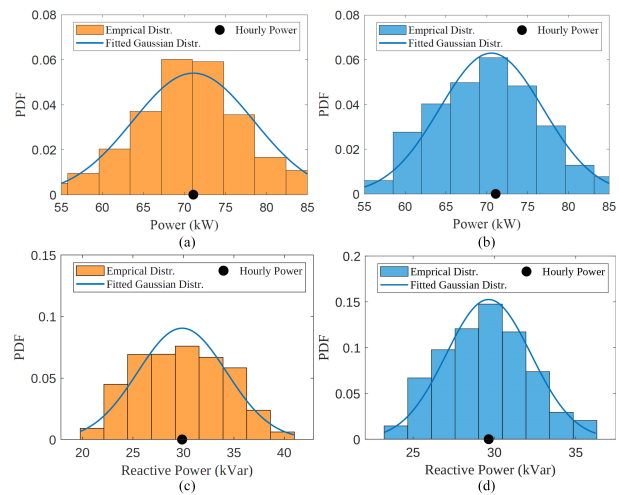 (a)
Emprical Distr.
Hourly Power
Fitted Gaussian Distr.
PDF
0.08
0.06
0.04
0.02
0
55 60 65 70 75 80 85
Power (kW)
(a)
(b)
Emprical Distr.
Hourly Power
Fitted Gaussian Distr.
PDF
0.08
0.06
0.04
0.02
0
55 60 65 70 75 80 85
Power (kW)
(b)
(c)
Emprical Distr.
Hourly Power
Fitted Gaussian Distr.
PDF
0.15
0.1
0.05
0
20 25 30 35 40
Reactive Power (kVar)
(c)
(d)
Emprical Distr.
Hourly Power
Fitted Gaussian Distr.
PDF
0.2
0.15
0.1
0.05
0
25 30 35
Reactive Power (kVar)
(d)